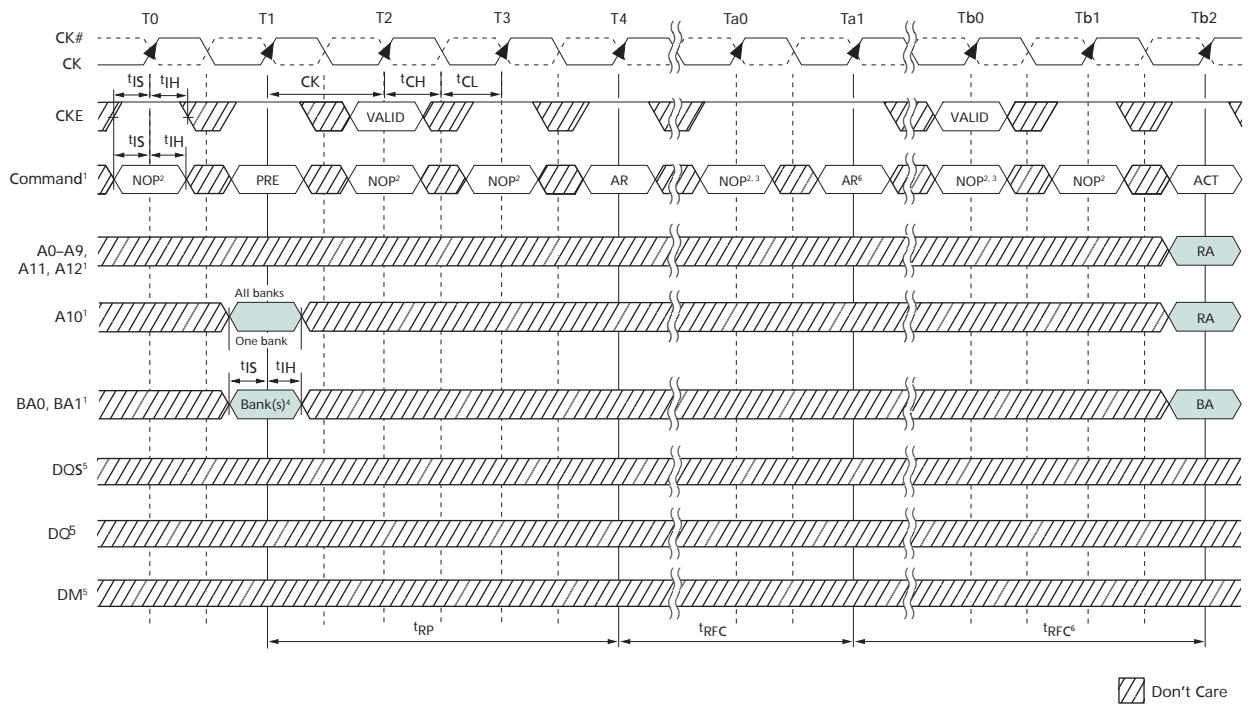 T0 T1 T2 T3 T4 Ta0 Ta1 Tb0 Tb1 Tb2
CK#
CK
tIS tIH CK tCH tCL
CKE VALID VALID
tIS tIH
Command¹ NOP² PRE NOP² NOP² AR NOP², ³ AR⁶ NOP², ³ NOP² ACT
A0–A9,
A11, A12¹ RA
All banks
A10¹ RA
One bank
tIS tIH
BA0, BA1¹ Bank(s)⁴ BA
DQS⁵
DQ5
DM⁵
tRP tRFC tRFC⁶
Don't Care